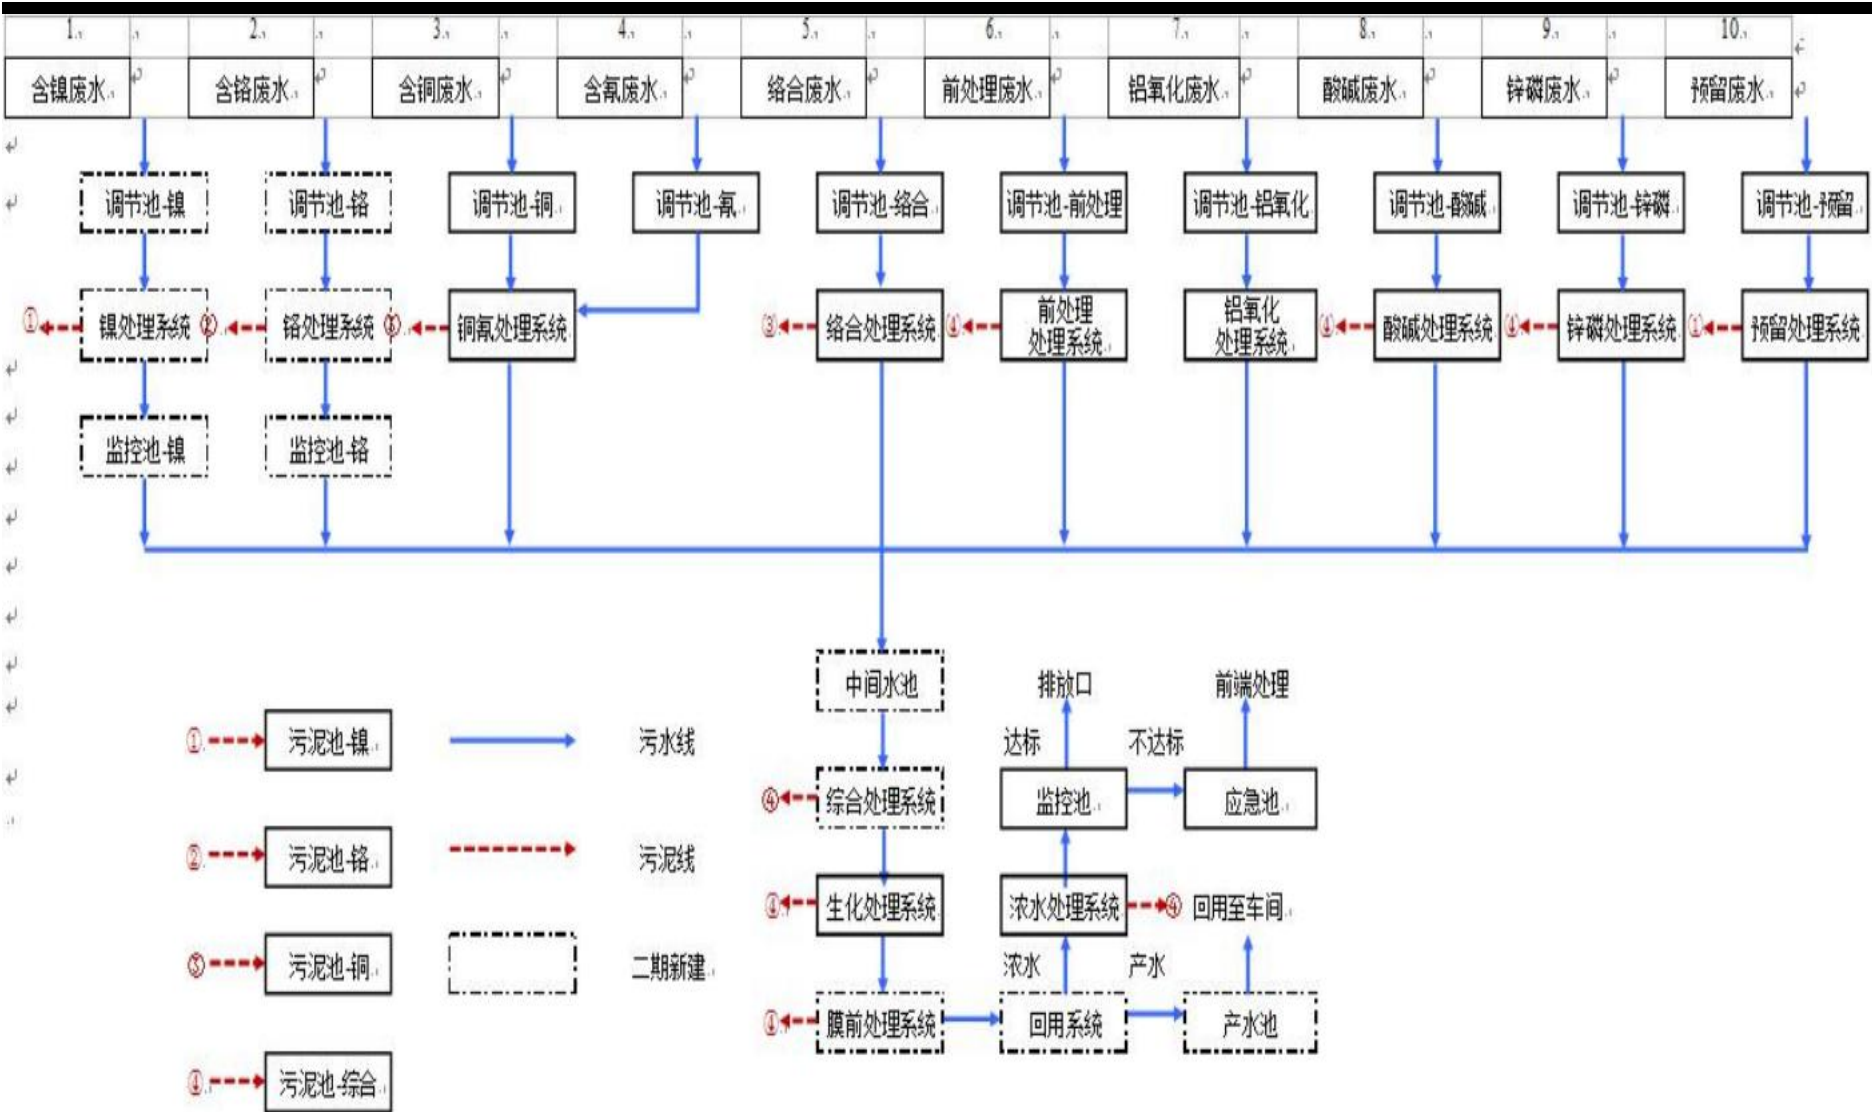 1. 2. 3. 4. 5. 6. 7. 8. 9. 10.
含镍废水 含铬废水 含铜废水 含氰废水 络合废水 前处理废水 铝氧化废水 酸碱废水 锌磷废水 预留废水
调节池-镍 调节池-铬 调节池-铜 调节池-氰 调节池-络合 调节池-前处理 调节池-铝氧化 调节池-酸碱 调节池-锌磷 调节池-预留
① 镍处理系统 ② 铬处理系统 ③ 铜氰处理系统 ③ 络合处理系统 ④ 前处理
处理系统 铝氧化
处理系统 ④ 酸碱处理系统 ④ 锌磷处理系统 ① 预留处理系统
监控池-镍 监控池-铬
中间水池 排放口 前端处理
① 污泥池-镍 污水线 达标 不达标
④ 综合处理系统 监控池 应急池
② 污泥池-铬 污泥线
④ 生化处理系统 浓水处理系统 ④ 回用至车间
③ 污泥池-铜 二期新建 浓水 产水
④ 膜前处理系统 回用系统 产水池
④ 污泥池-综合